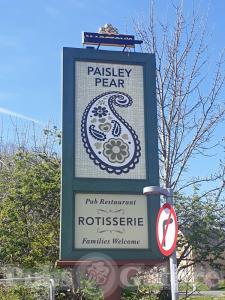 PAISLEY
PEAR
Pub Restaurant
ROTISSERIE
Families Welcome